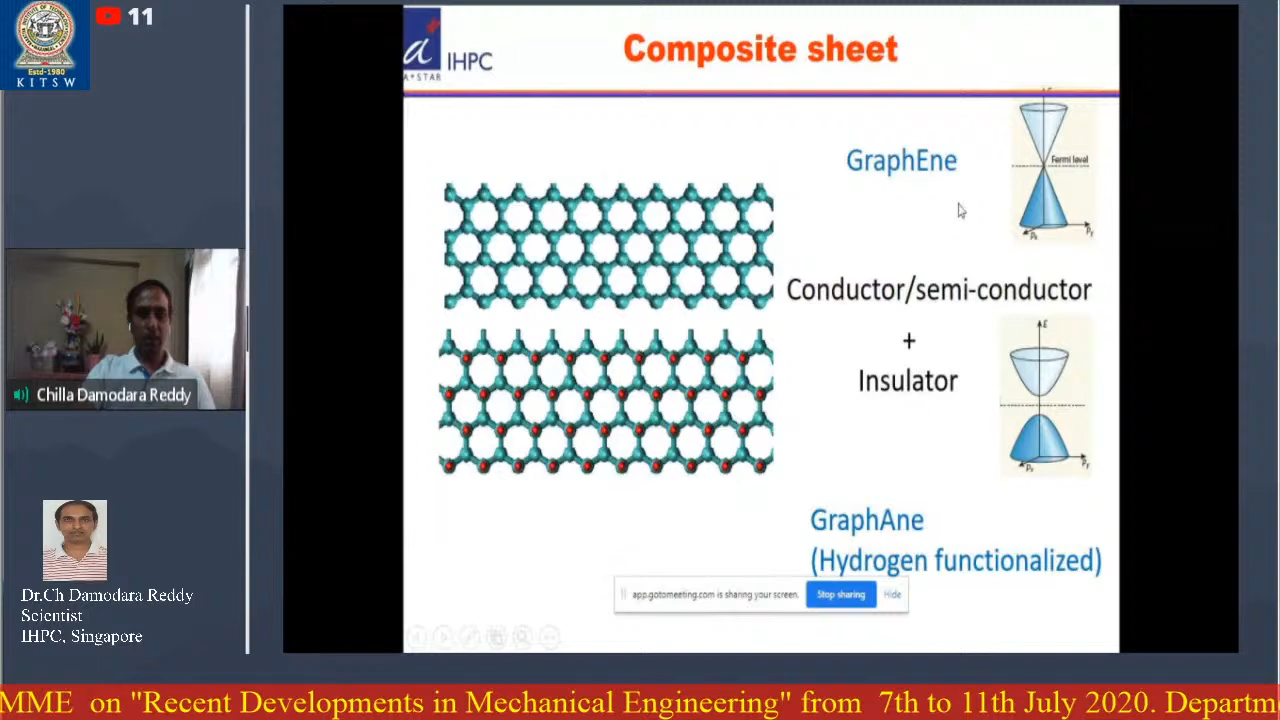 11
Estd-1980
KITSW
A*STAR
IHPC
Composite sheet
GraphEne
Fermi level
Conductor/semi-conductor
+
Insulator
E
GraphAne
(Hydrogen functionalized)
Chilla Damodara Reddy
app.gotomeeting.com is sharing your screen.
Stop sharing
Hide
Dr.Ch Damodara Reddy
Scientist
IHPC, Singapore
MME on "Recent Developments in Mechanical Engineering" from 7th to 11th July 2020. Departm